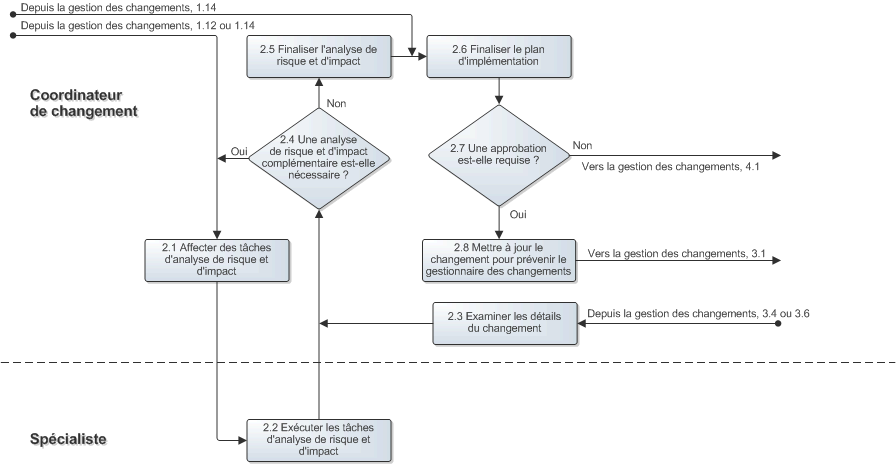 Depuis la gestion des changements, 1.14
Depuis la gestion des changements, 1.12 ou 1.14
2.5 Finaliser l'analyse de
risque et d'impact
2.6 Finaliser le plan
d'implémentation
Coordinateur
de changement
Non
2.4 Une analyse
de risque et d'impact
complémentaire est-elle
nécessaire ?
Oui
2.7 Une approbation
est-elle requise ?
Non
Vers la gestion des changements, 4.1
Oui
2.1 Affecter des tâches
d'analyse de risque et
d'impact
2.8 Mettre à jour le
changement pour prévenir le
gestionnaire des changements
Vers la gestion des changements, 3.1
2.3 Examiner les détails
du changement
Depuis la gestion des changements, 3.4 ou 3.6
Spécialiste
2.2 Exécuter les tâches
d'analyse de risque et
d'impact